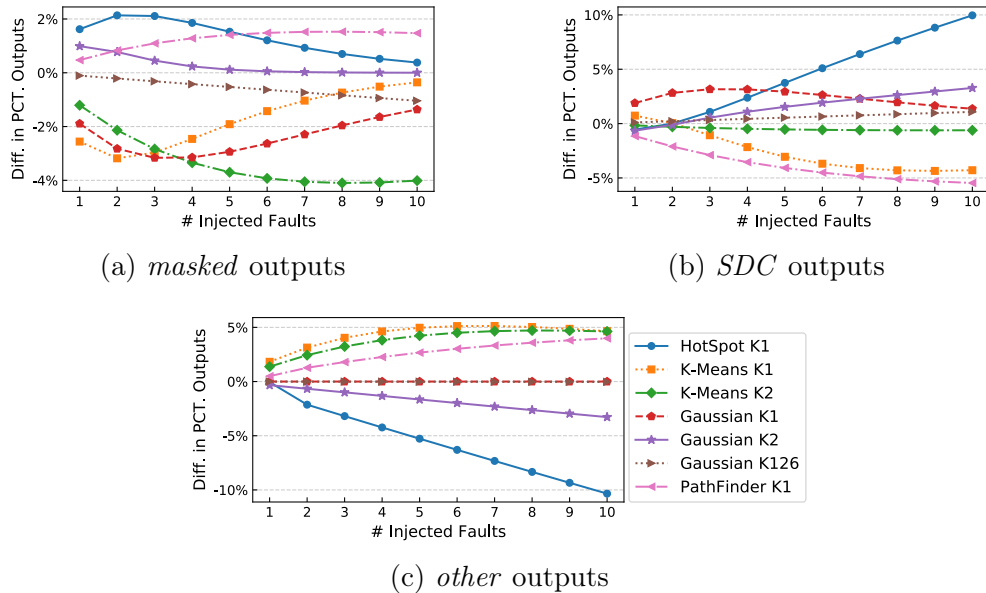 Diff. in PCT. Outputs
2%
0%
-2%
-4%
1 2 3 4 5 6 7 8 9 10
# Injected Faults
(a) masked outputs
Diff. in PCT. Outputs
10%
5%
0%
-5%
1 2 3 4 5 6 7 8 9 10
# Injected Faults
(b) SDC outputs
Diff. in PCT. Outputs
5%
0%
-5%
-10%
1 2 3 4 5 6 7 8 9 10
# Injected Faults
HotSpot K1
K-Means K1
K-Means K2
Gaussian K1
Gaussian K2
Gaussian K126
PathFinder K1
(c) other outputs